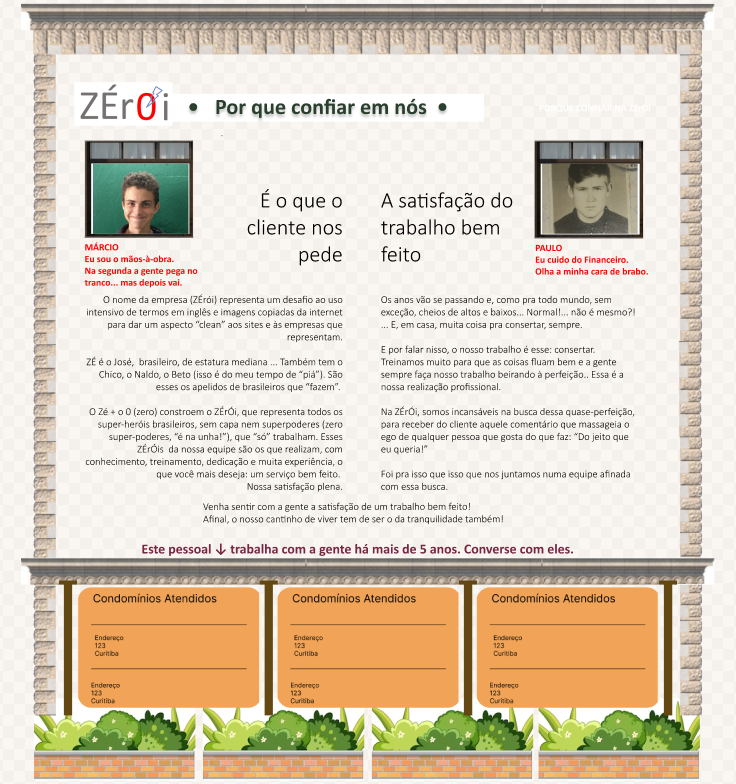 ZÉr0i
• Por que confiar em nós •
PORQUE CONFIAR NA ZÉROI
MÁRCIO
Eu sou o mãos-à-obra.
Na segunda a gente pega no
tranco... mas depois vai.
É o que o
cliente nos
pede
A satisfação do
trabalho bem
feito
PAULO
Eu cuido do Financeiro.
Olha a minha cara de brabo.
O nome da empresa (ZÉrói) representa um desafio ao uso
intensivo de termos em inglês e imagens copiadas da internet
para dar um aspecto “clean” aos sites e às empresas que
representam.
ZÉ é o José,  brasileiro, de estatura mediana ... Também tem o
Chico, o Naldo, o Beto (isso é do meu tempo de “piá”). São
esses os apelidos de brasileiros que “fazem”.
O Zé + o 0 (zero) constroem o ZÉrÓi, que representa todos os
super-heróis brasileiros, sem capa nem superpoderes (zero
super-poderes, “é na unha!”), que “só” trabalham. Esses
ZÉrÓis  da nossa equipe são os que realizam, com
conhecimento, treinamento, dedicação e muita experiência, o
que você mais deseja: um serviço bem feito.
Nossa satisfação plena.
Os anos vão se passando e, como pra todo mundo, sem
exceção, cheios de altos e baixos... Normal!... não é mesmo?!
... E, em casa, muita coisa pra consertar, sempre.
E por falar nisso, o nosso trabalho é esse: consertar.
Treinamos muito para que as coisas fluam bem e a gente
sempre faça nosso trabalho beirando à perfeição.. Essa é a
nossa realização profissional.
Na ZÉrÓi, somos incansáveis na busca dessa quase-perfeição,
para receber do cliente aquele comentário que massageia o
ego de qualquer pessoa que gosta do que faz: “Do jeito que
eu queria!”
Foi pra isso que isso que nos juntamos numa equipe afinada
com essa busca.
Venha sentir com a gente a satisfação de um trabalho bem feito!
Afinal, o nosso cantinho de viver tem de ser o da tranquilidade também!
Este pessoal ↓ trabalha com a gente há mais de 5 anos. Converse com eles.
Condomínios Atendidos
Endereço
123
Curitiba
Endereço
123
Curitiba
Condomínios Atendidos
Endereço
123
Curitiba
Endereço
123
Curitiba
Condomínios Atendidos
Endereço
123
Curitiba
Endereço
123
Curitiba